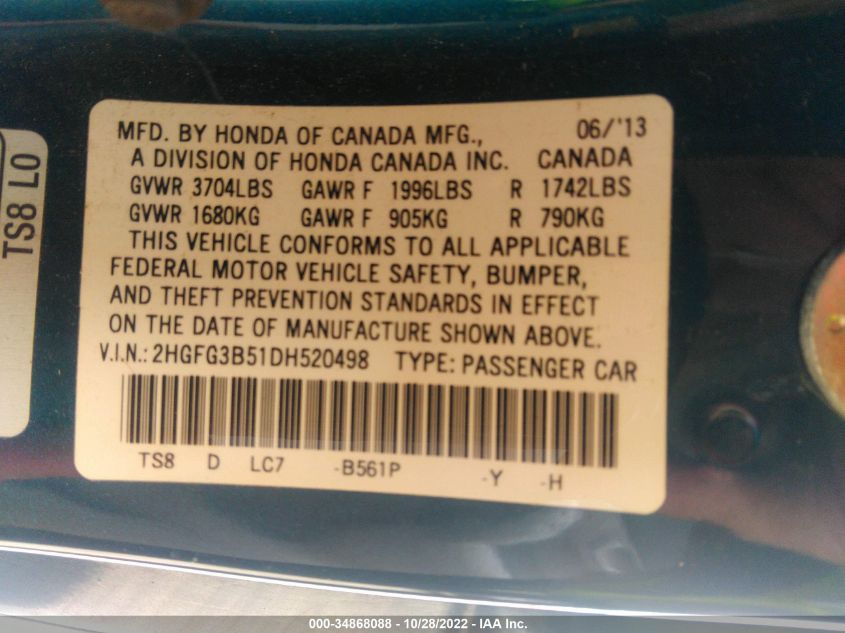 MFD. BY HONDA OF CANADA MFG., 06/'13
A DIVISION OF HONDA CANADA INC. CANADA
GVWR 3704LBS GAWR F 1996LBS R 1742LBS
GVWR 1680KG GAWR F 905KG R 790KG
THIS VEHICLE CONFORMS TO ALL APPLICABLE
FEDERAL MOTOR VEHICLE SAFETY, BUMPER,
AND THEFT PREVENTION STANDARDS IN EFFECT
ON THE DATE OF MANUFACTURE SHOWN ABOVE.
V.I.N.: 2HGFG3B51DH520498 TYPE: PASSENGER CAR
TS8 D LC7 -B561P -Y -H
TS8 L0
000-34868088 - 10/28/2022 - IAA Inc.